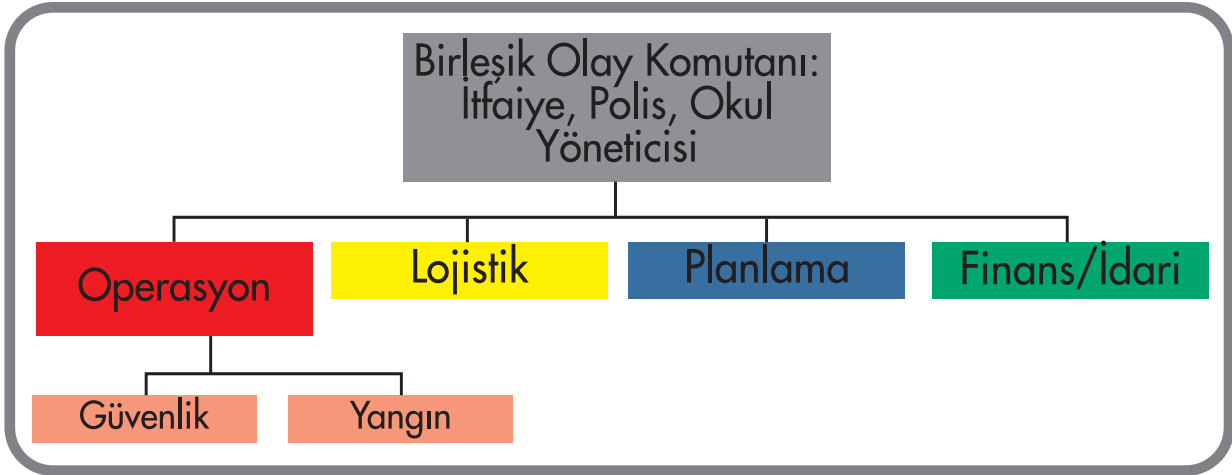 Birleşik Olay Komutanı:
İtfaiye, Polis, Okul
Yöneticisi
Operasyon
Lojistik
Planlama
Finans/İdari
Güvenlik
Yangın